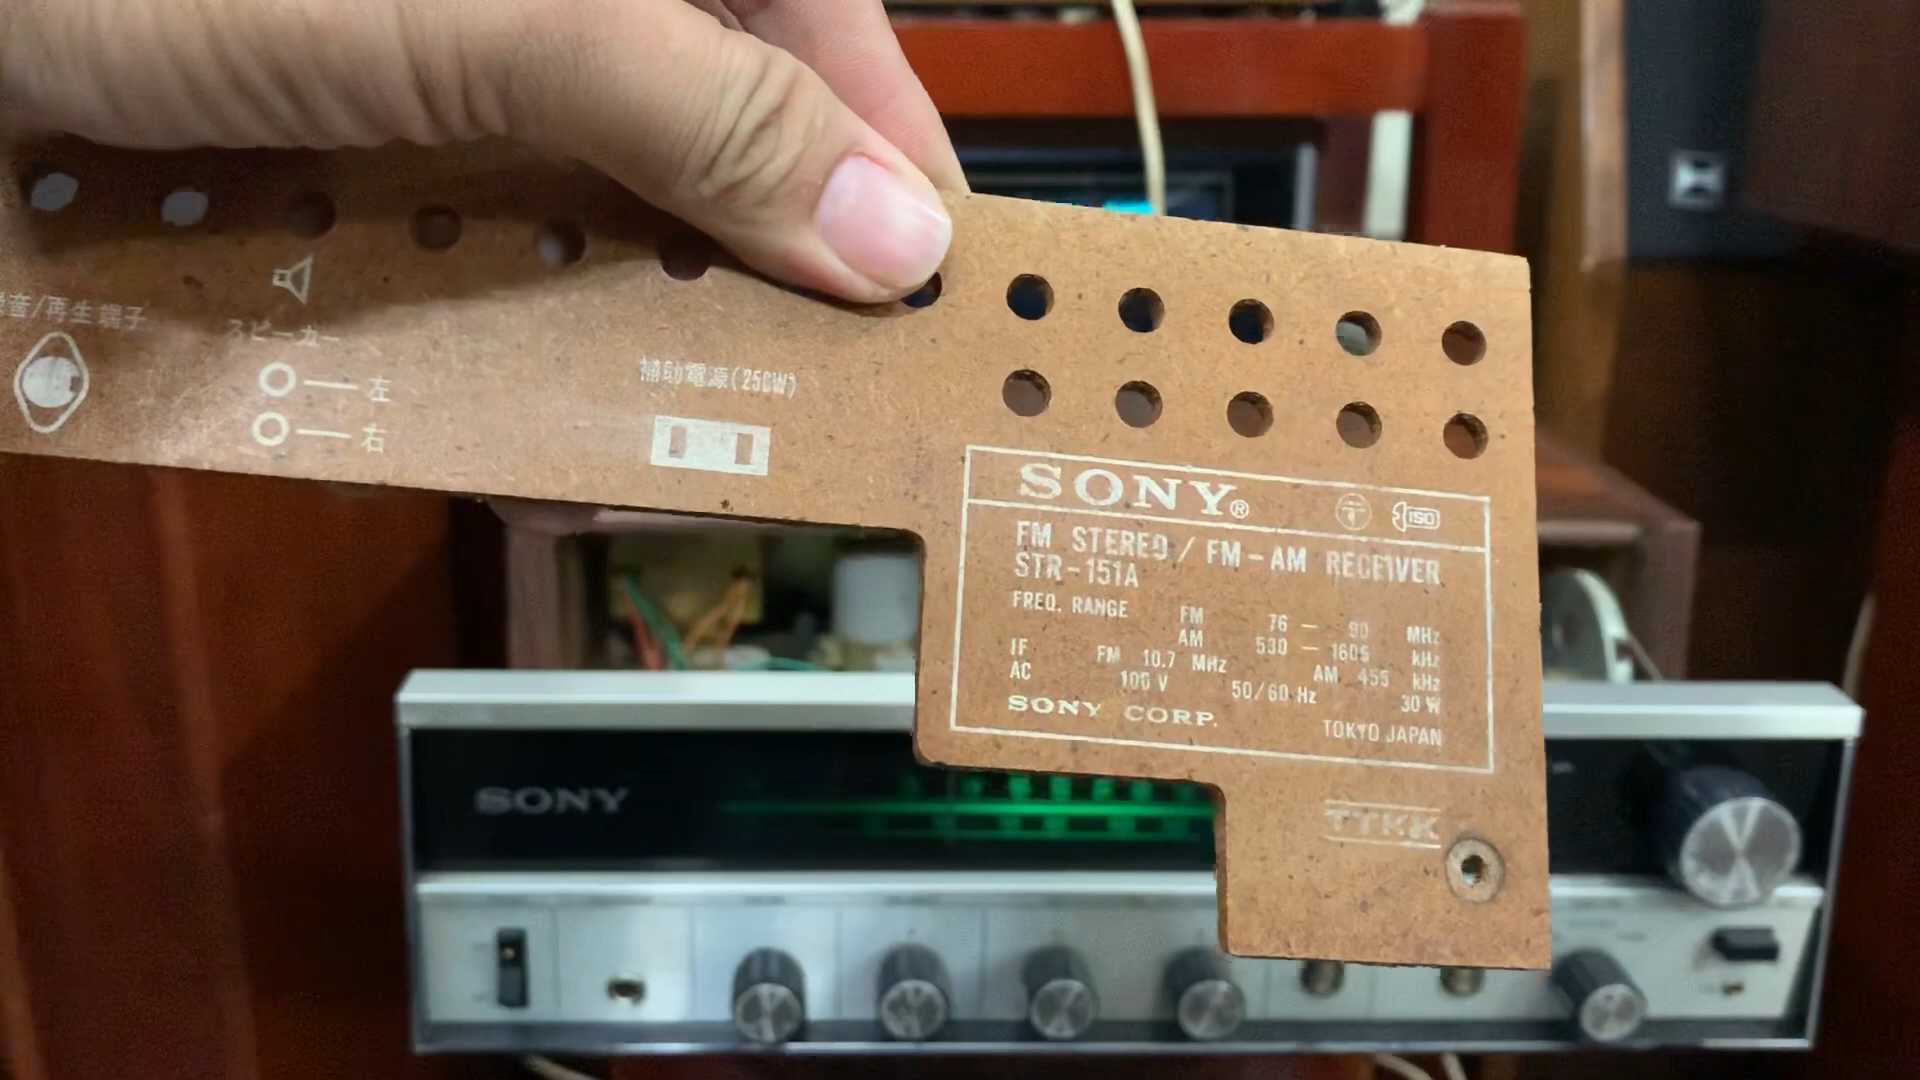 音/再生端子
スピーカー
左
右
補助電源(250W)
SONY®
ISO
FM STEREO / FM-AM RECEIVER
STR-151A
FREQ. RANGE FM 76 — 90 MHz
AM 530 — 1605 kHz
IF FM 10.7 MHz AM 455 kHz
AC 100 V 50/60 Hz 30 W
SONY CORP. TOKYO JAPAN
TTKK
SONY